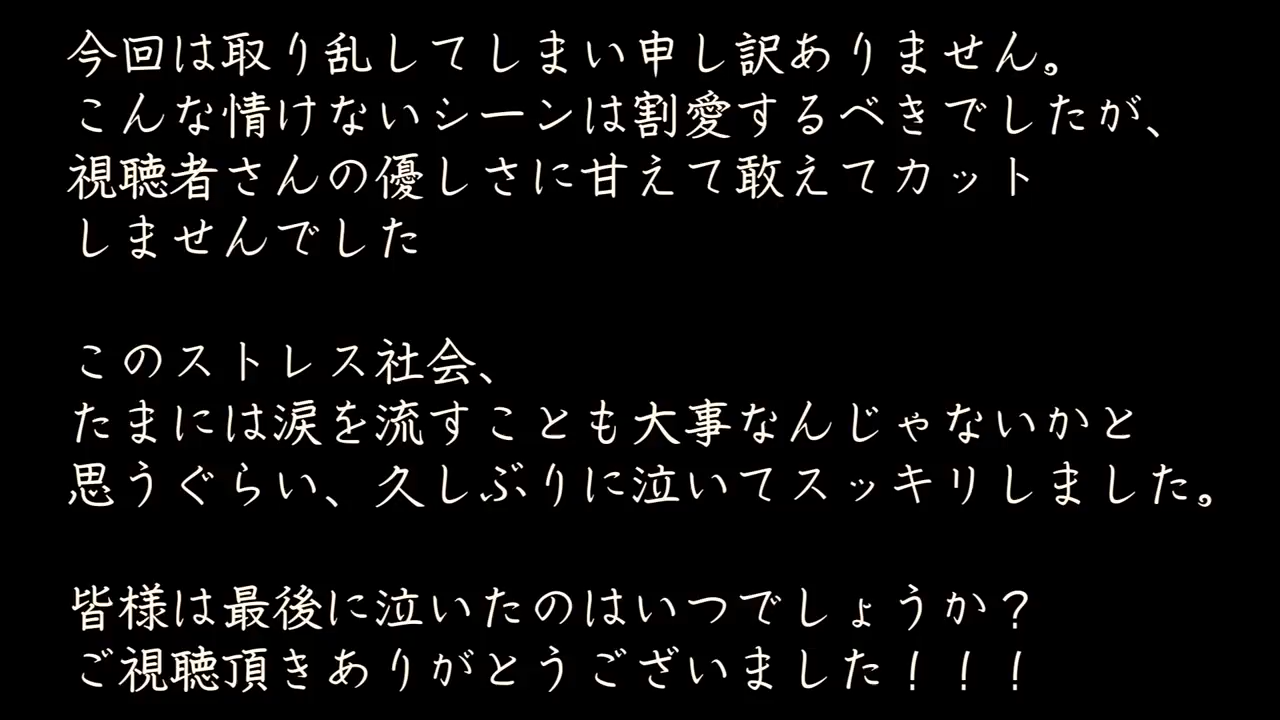 今回は取り乱してしまい申し訳ありません。
こんな情けないシーンは割愛するべきでしたが、
視聴者さんの優しさに甘えて敢えてカット
しませんでした
このストレス社会、
たまには涙を流すことも大事なんじゃないかと
思うぐらい、久しぶりに泣いてスッキリしました。
皆様は最後に泣いたのはいつでしょうか？
ご視聴頂きありがとうございました！！！